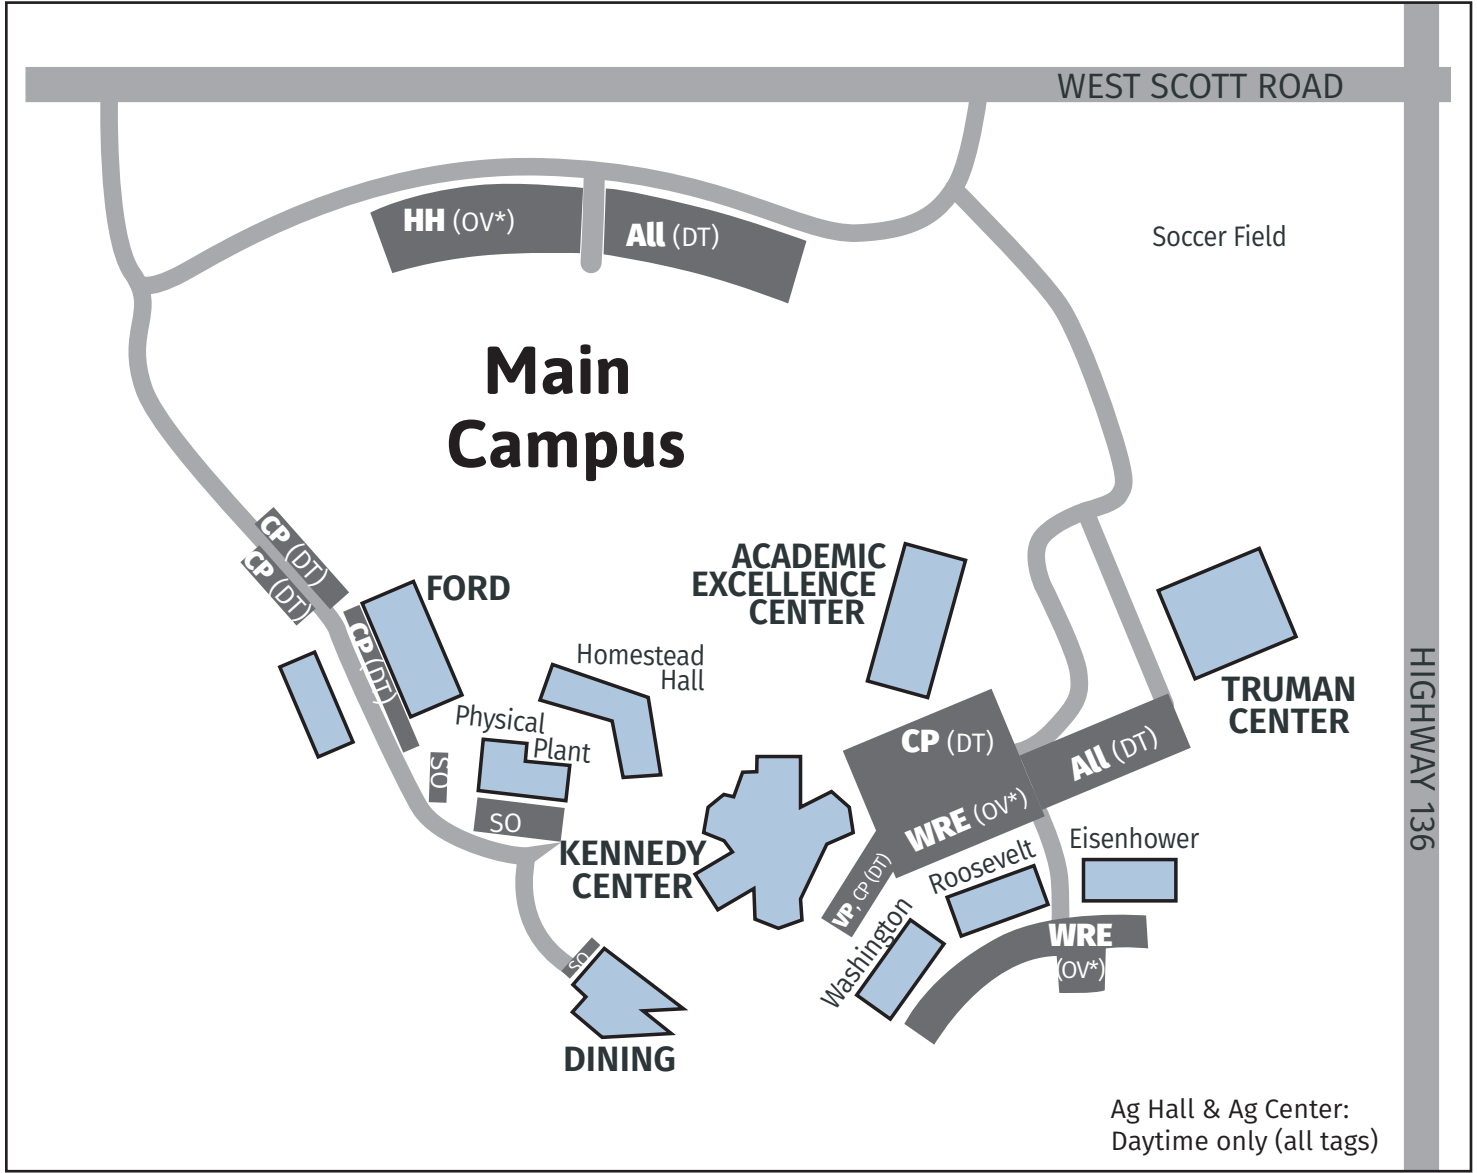 WEST SCOTT ROAD
HH (OV*)
All (DT)
Soccer Field
Main
Campus
CP (DT)
CP (DT)
CP (DT)
FORD
ACADEMIC
EXCELLENCE
CENTER
Homestead
Hall
Physical
Plant
SO
SO
TRUMAN
CENTER
HIGHWAY 136
CP (DT)
All (DT)
WRE (OV*)
VP, CP (DT)
KENNEDY
CENTER
Roosevelt
Eisenhower
Washington
WRE
(OV*)
SO
DINING
Ag Hall & Ag Center:
Daytime only (all tags)